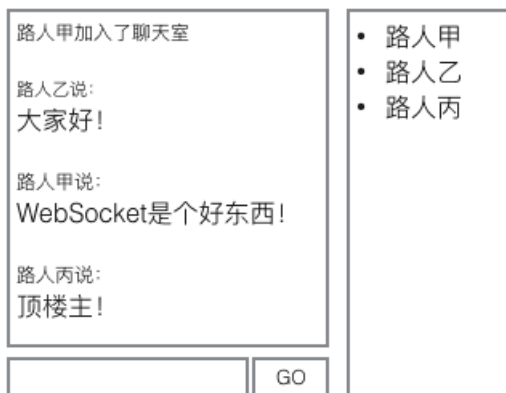 路人甲加入了聊天室
路人乙说:
大家好!
路人甲说:
WebSocket是个好东西!
路人丙说:
顶楼主!
GO
• 路人甲
• 路人乙
• 路人丙